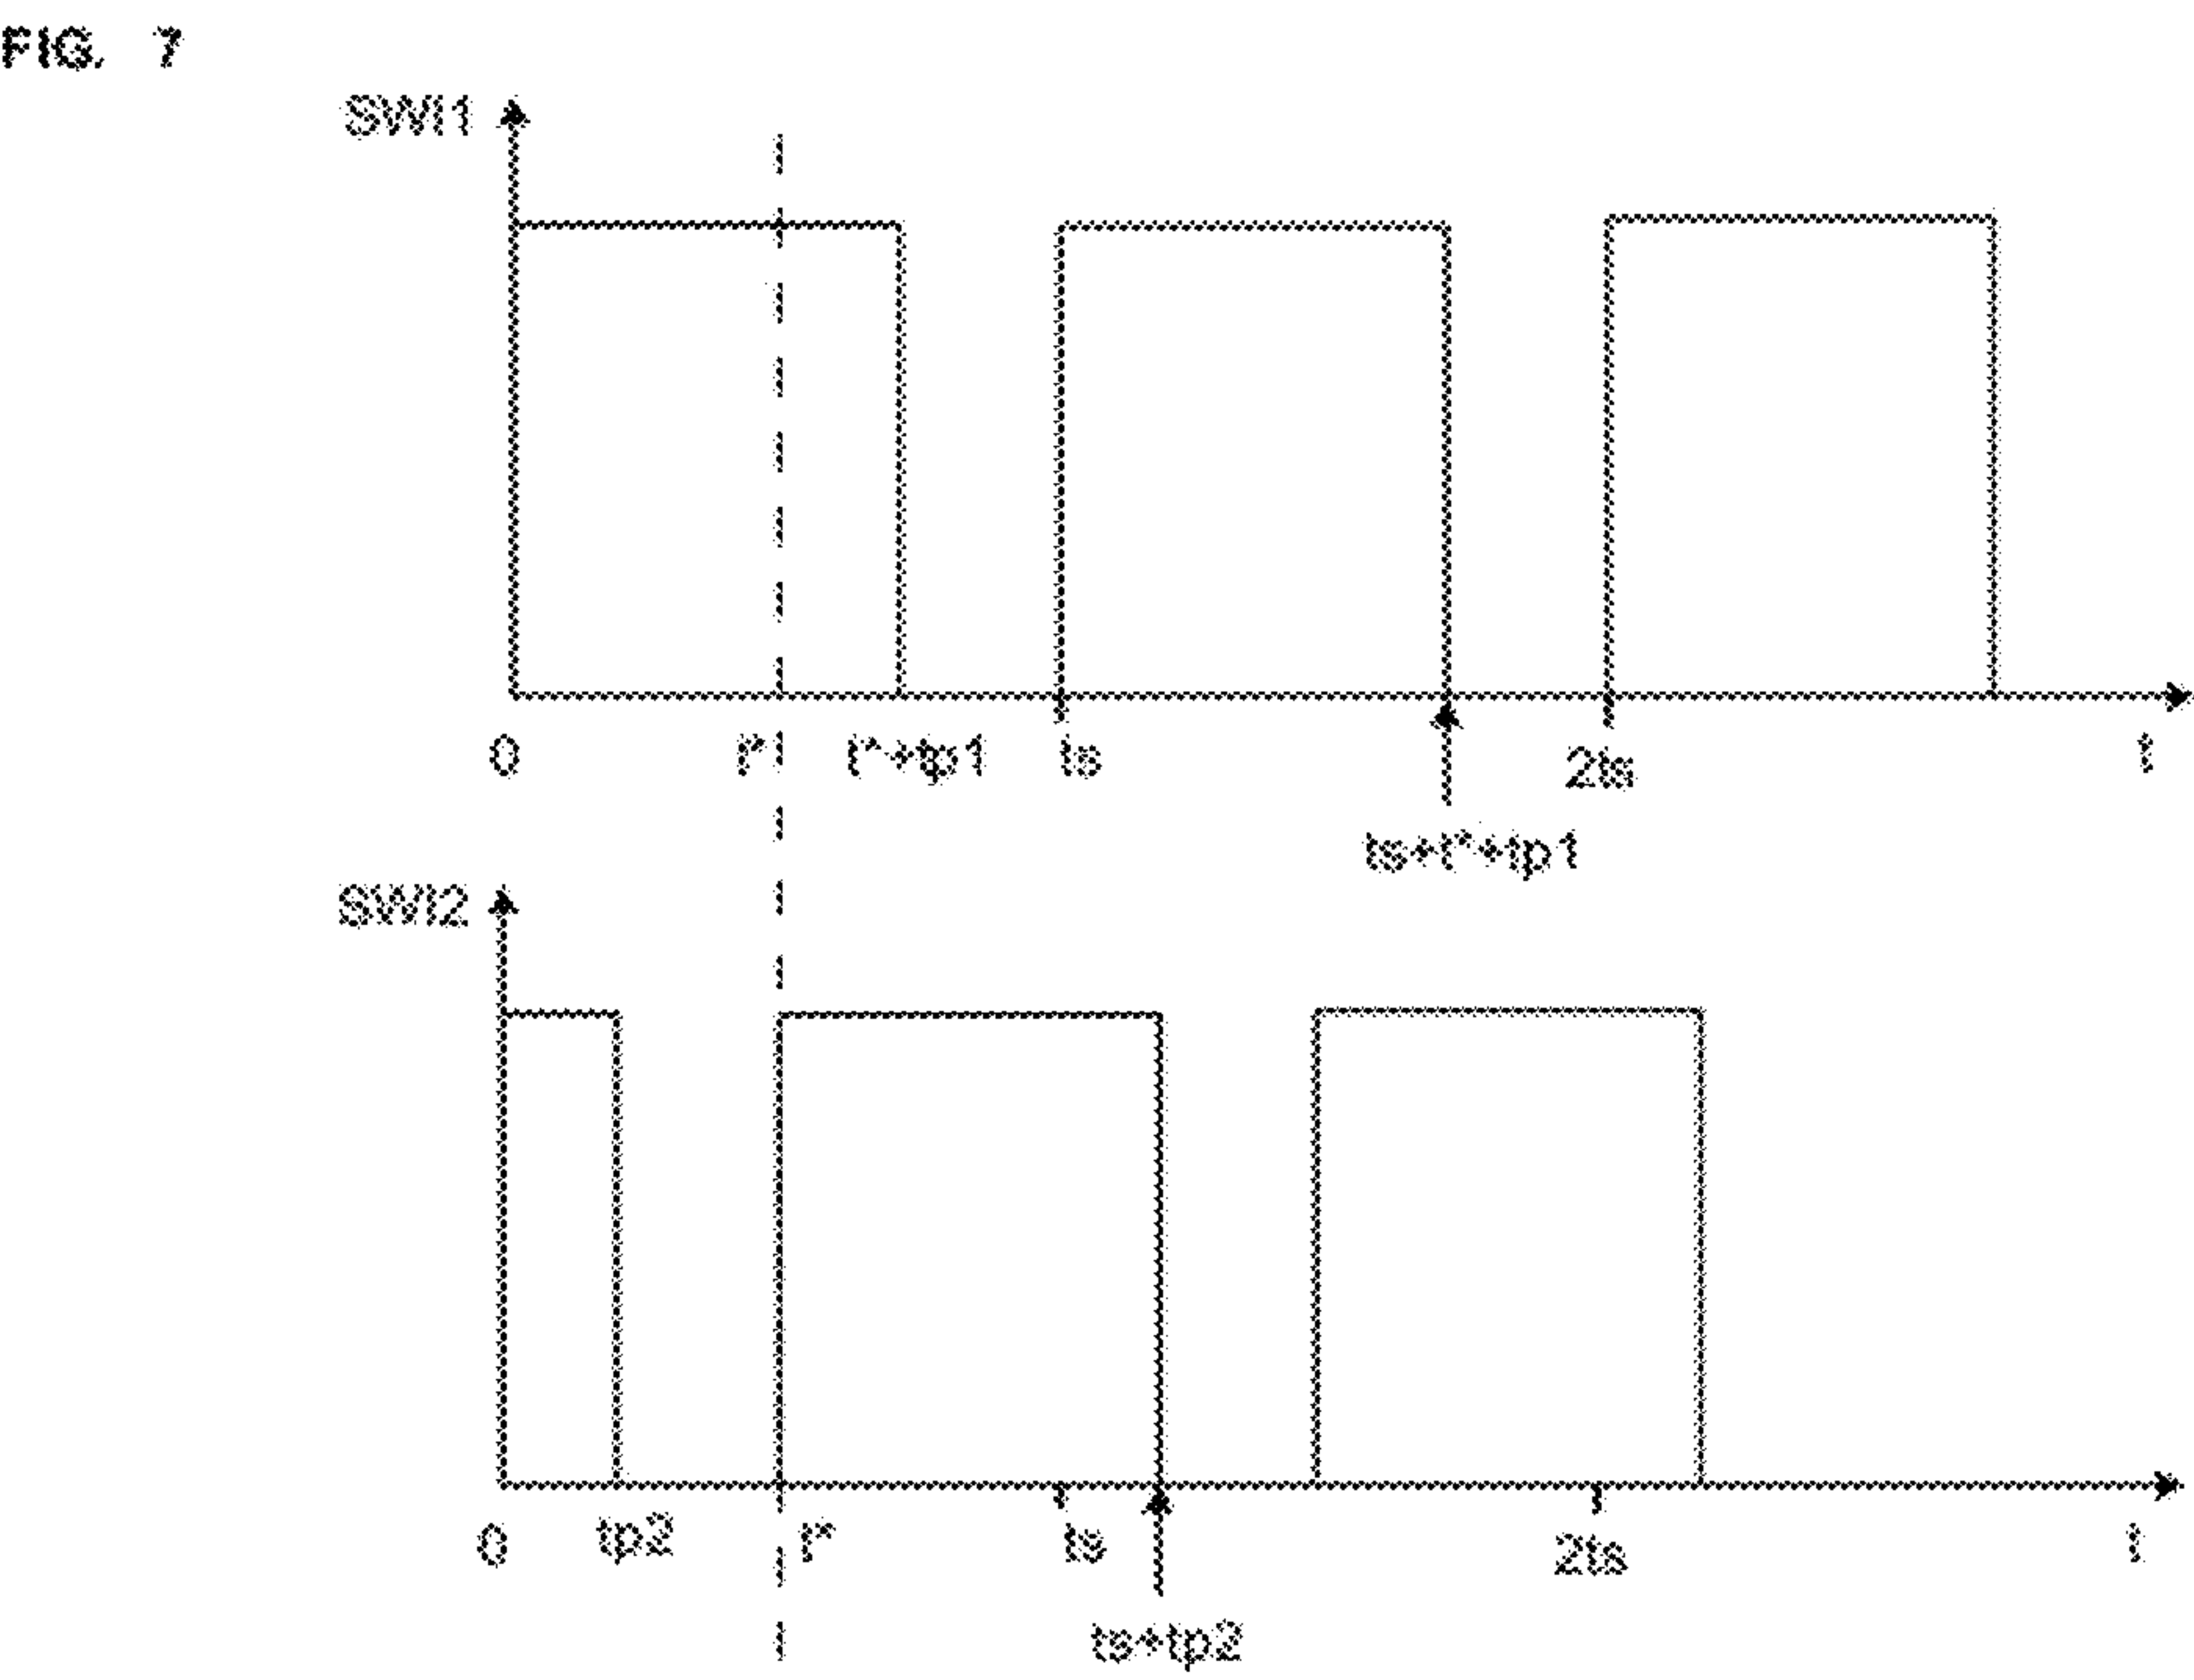 FIG. 7
SWI1
0 t* t*+tp1 ts 2ts t
ts+t*+tp1
SWI2
0 tp2 t* ts 2ts t
ts+tp2